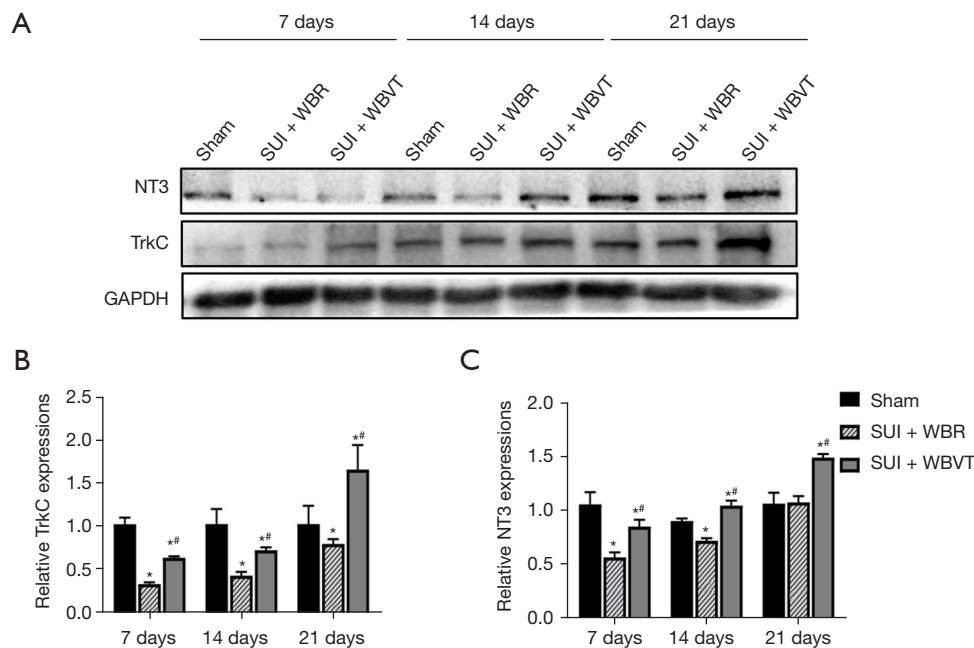 A
7 days 14 days 21 days
Sham SUI + WBR SUI + WBVT Sham SUI + WBR SUI + WBVT Sham SUI + WBR SUI + WBVT
NT3
TrkC
GAPDH
B
Relative TrkC expressions
2.5
2.0
1.5
1.0
0.5
0.0
* *# * *# * *#
7 days 14 days 21 days
C
Relative NT3 expressions
2.0
1.5
1.0
0.5
0.0
* *# * *# *#
7 days 14 days 21 days
Sham
SUI + WBR
SUI + WBVT